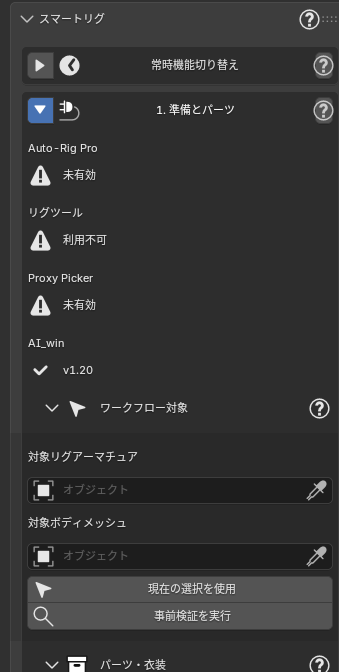 スマートリグ
常時機能切り替え
1. 準備とパーツ
Auto-Rig Pro
未有効
リグツール
利用不可
Proxy Picker
未有効
AI_win
v1.20
ワークフロー対象
対象リグアーマチュア
オブジェクト
対象ボディメッシュ
オブジェクト
現在の選択を使用
事前検証を実行
パーツ・衣装